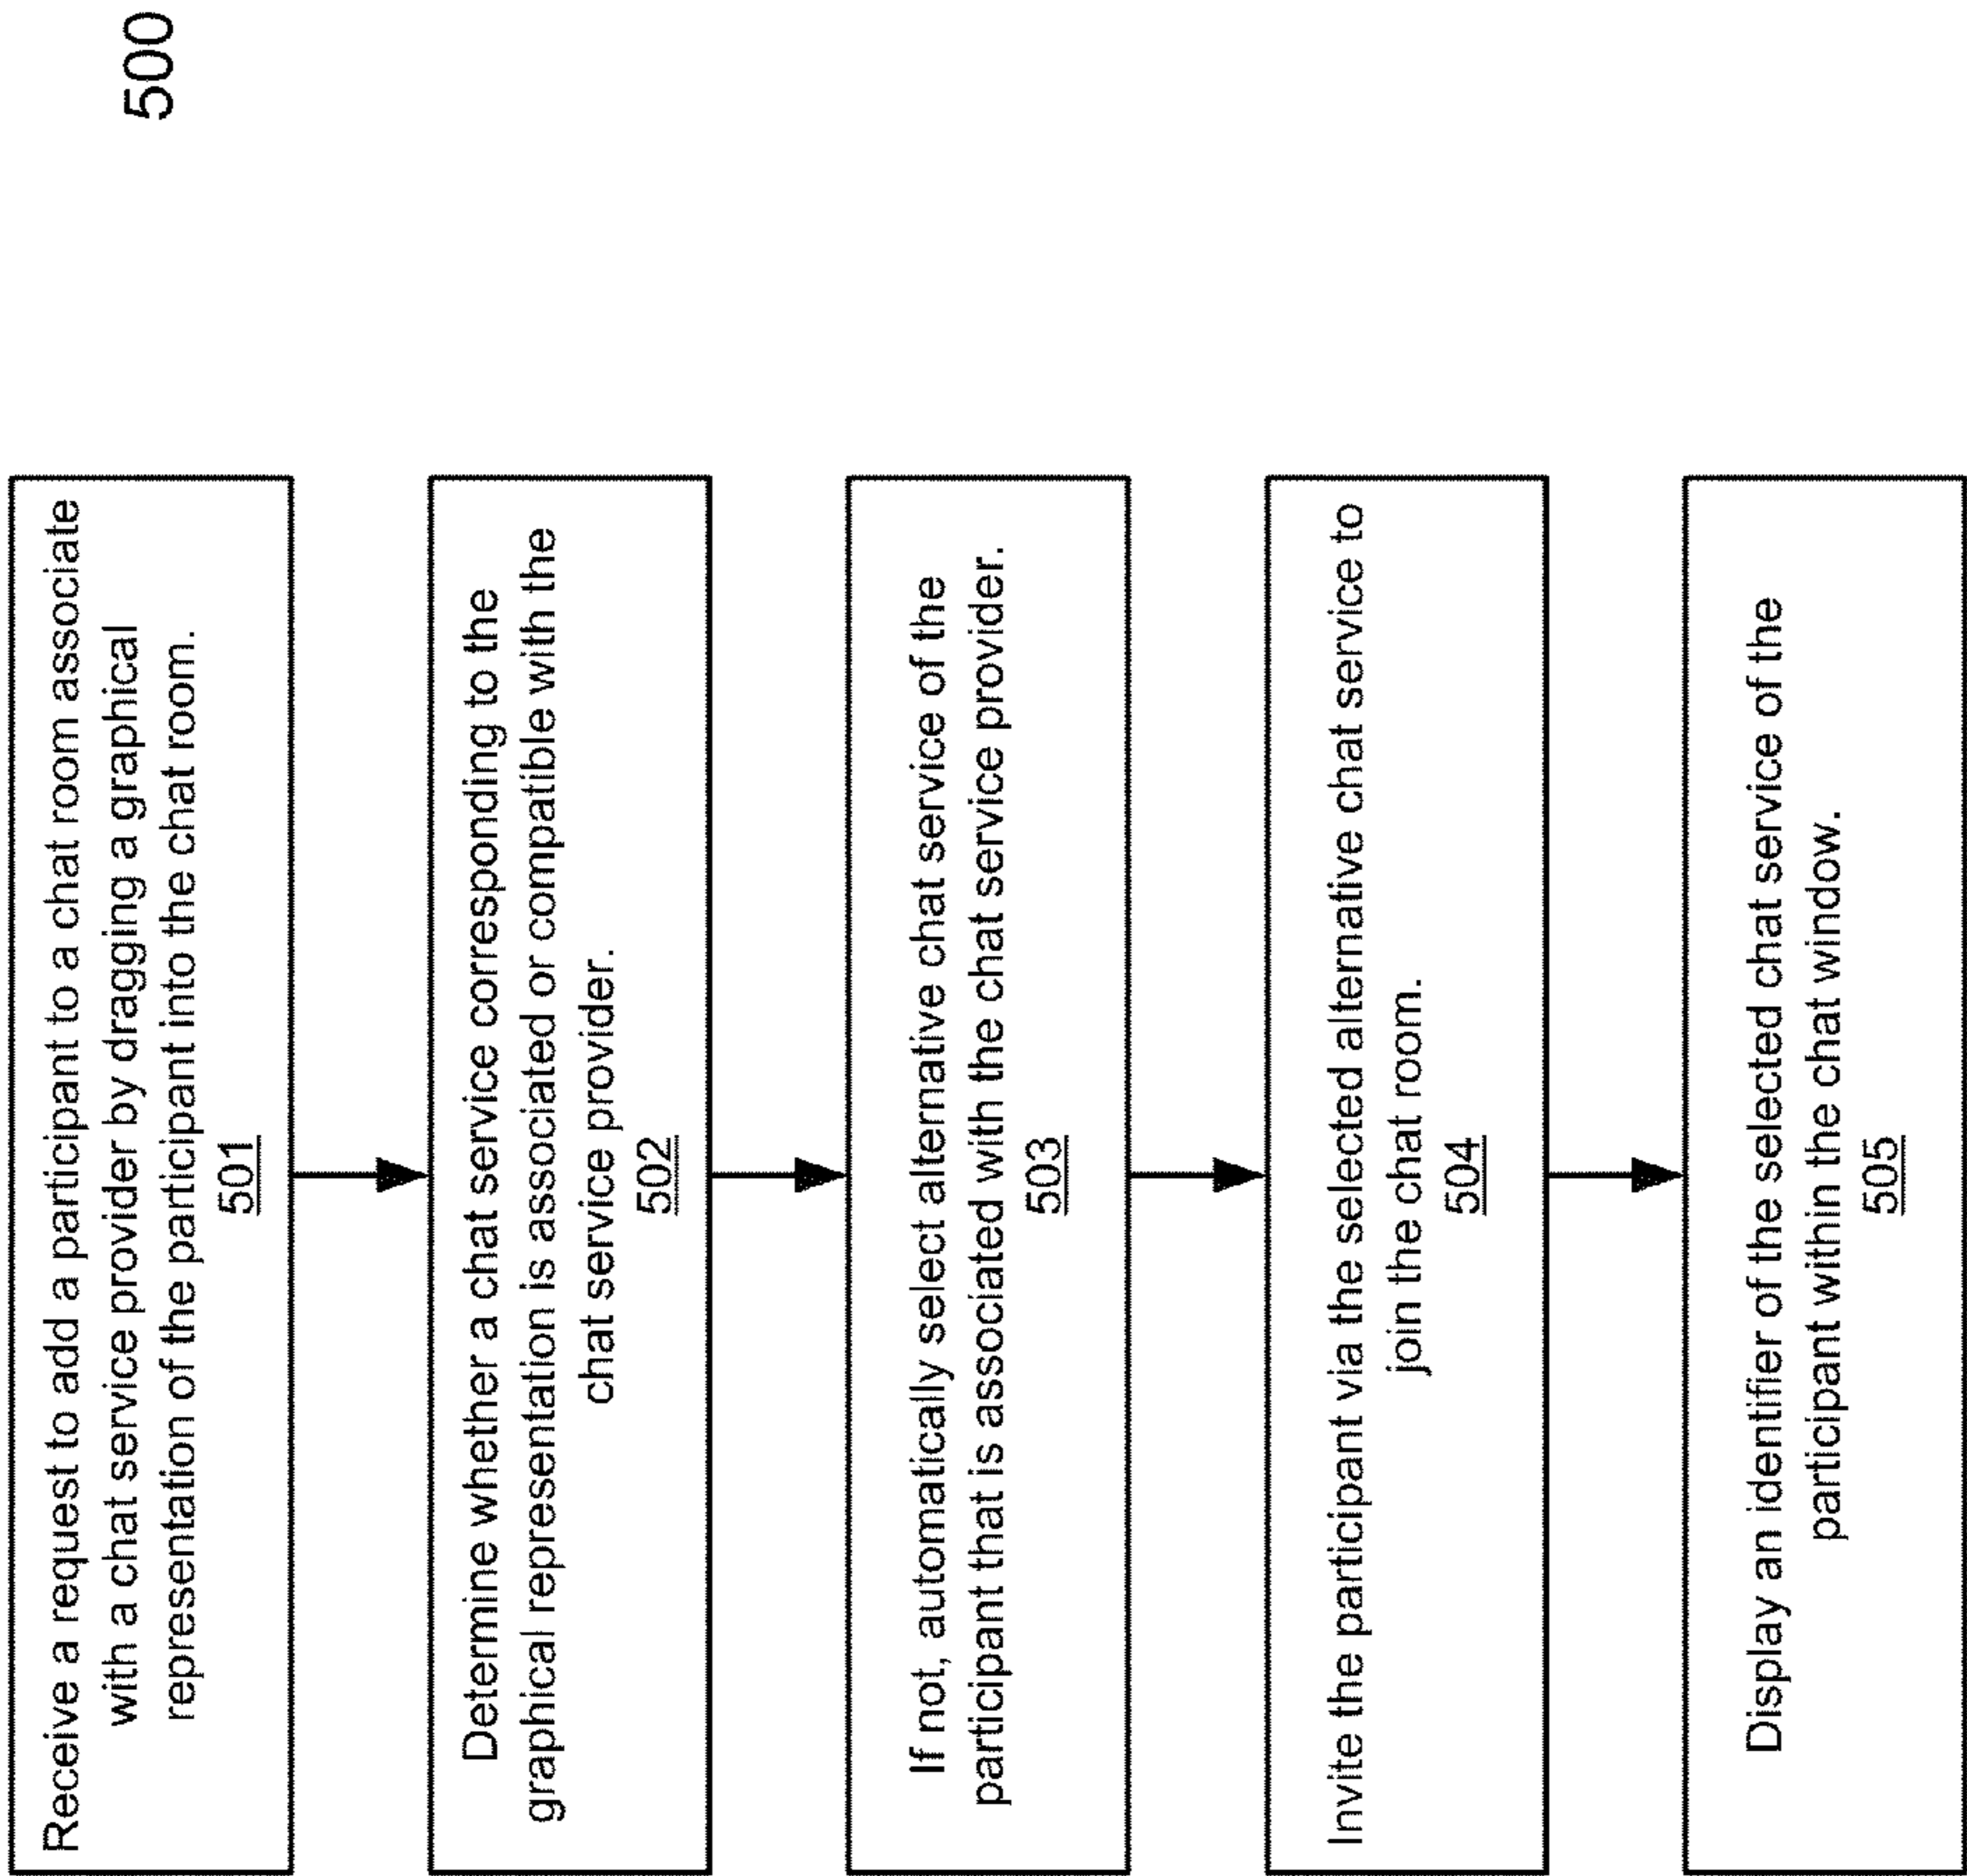 500
Receive a request to add a participant to a chat room associate
with a chat service provider by dragging a graphical
representation of the participant into the chat room.
501
Determine whether a chat service corresponding to the
graphical representation is associated or compatible with the
chat service provider.
502
If not, automatically select alternative chat service of the
participant that is associated with the chat service provider.
503
Invite the participant via the selected alternative chat service to
join the chat room.
504
Display an identifier of the selected chat service of the
participant within the chat window.
505